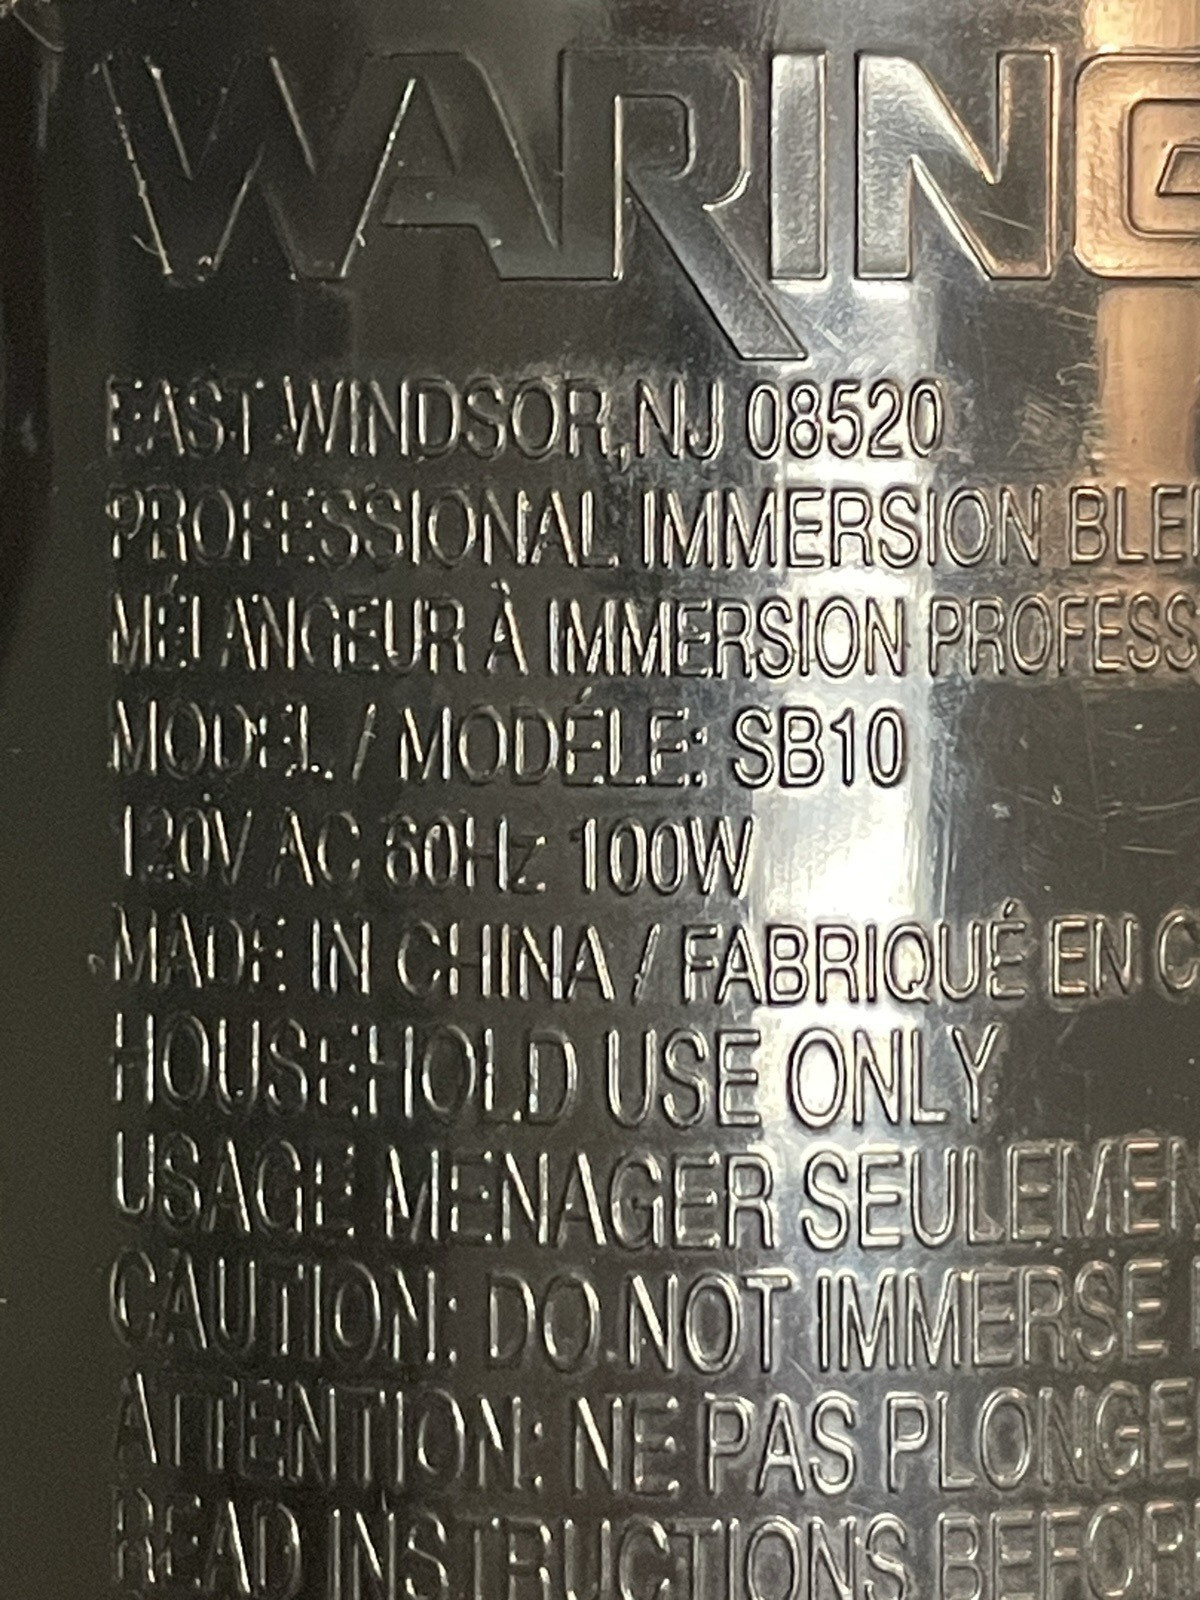 WARING
EAST WINDSOR, NJ 08520
PROFESSIONAL IMMERSION BLE
MÉLANGEUR À IMMERSION PROFESS
MODEL / MODÉLE: SB10
120V AC 60Hz 100W
MADE IN CHINA / FABRIQUÉ EN C
HOUSEHOLD USE ONLY
USAGE MENAGER SEULEMEN
CAUTION: DO NOT IMMERSE
ATTENTION: NE PAS PLONGE
READ INSTRUCTIONS BEFOR